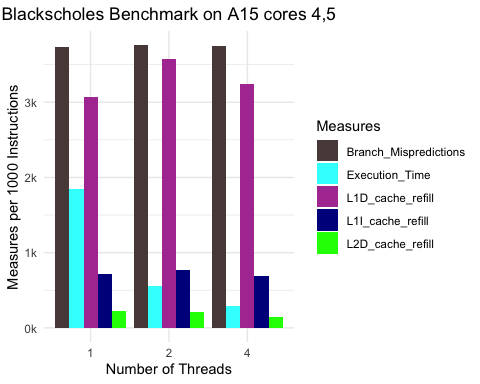 Blackscholes Benchmark on A15 cores 4,5
Measures per 1000 Instructions
3k
2k
1k
0k
1
2
4
Number of Threads
Measures
Branch_Mispredictions
Execution_Time
L1D_cache_refill
L1I_cache_refill
L2D_cache_refill